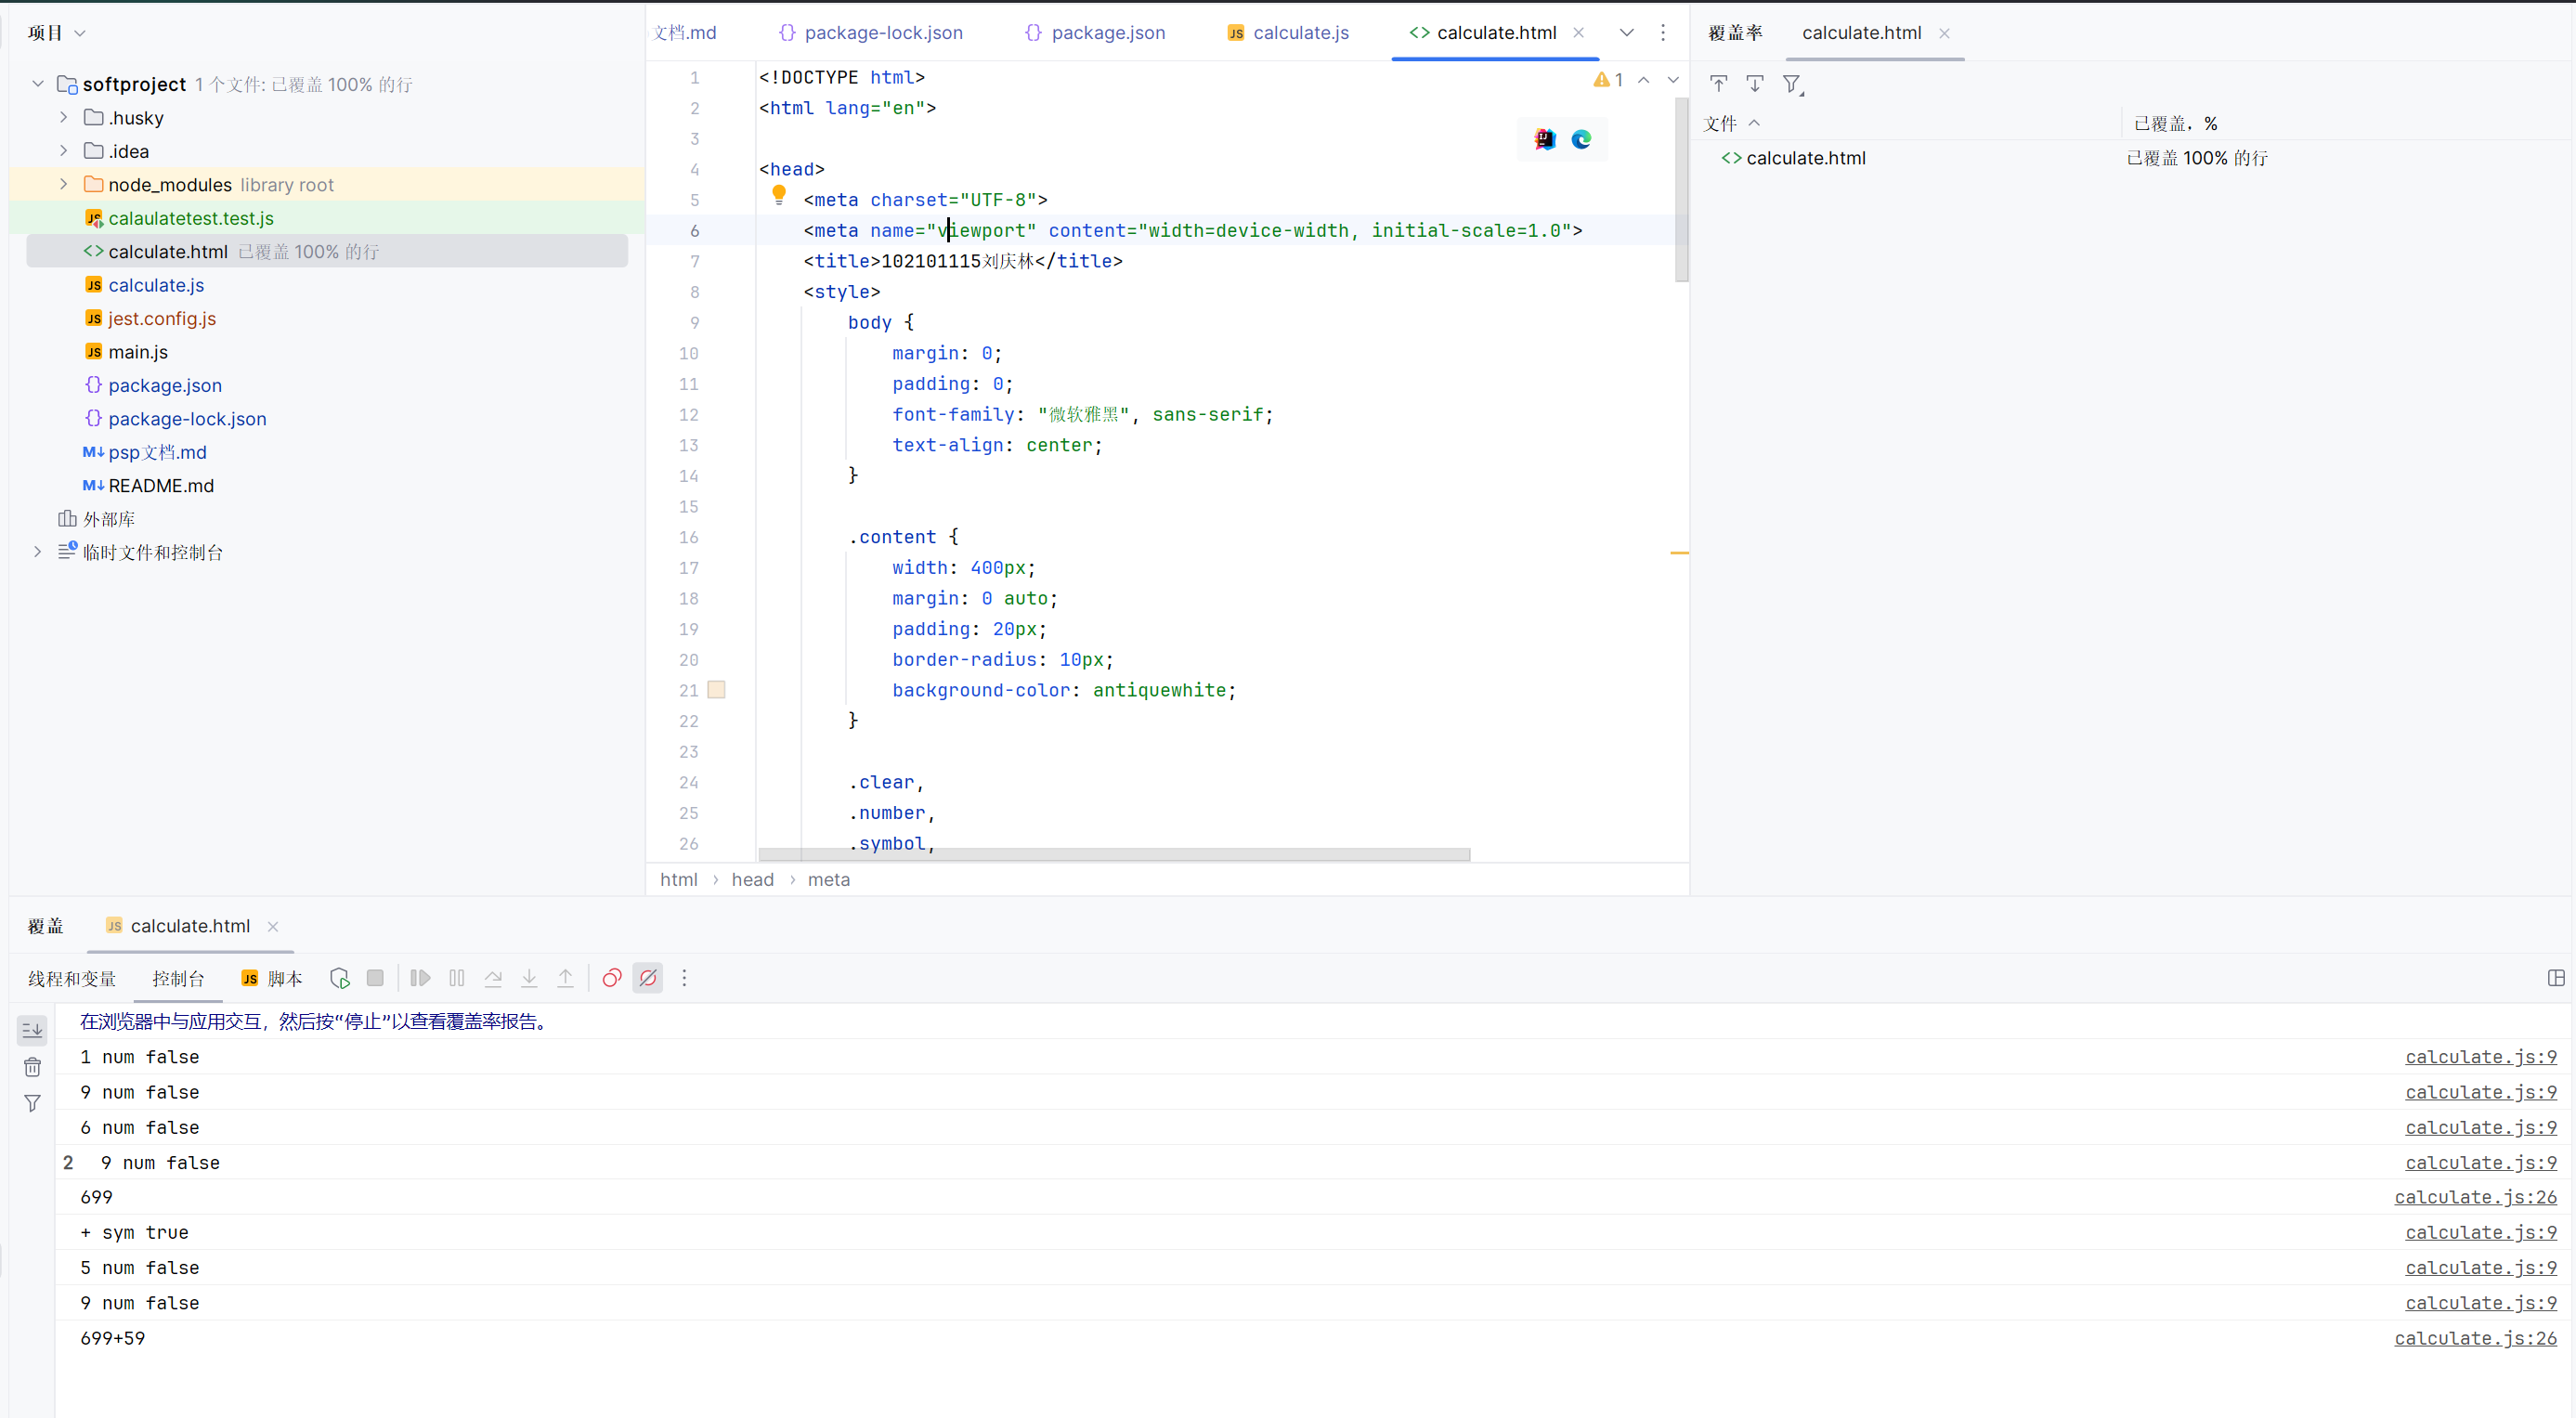 项目
softproject 1 个文件: 已覆盖 100% 的行
.husky
.idea
node_modules library root
calaulatetest.test.js
calculate.html 已覆盖 100% 的行
calculate.js
jest.config.js
main.js
package.json
package-lock.json
psp文档.md
README.md
外部库
临时文件和控制台
文档.md package-lock.json package.json calculate.js calculate.html
1
1 <!DOCTYPE html>
2 <html lang="en">
3
4 <head>
5 <meta charset="UTF-8">
6 <meta name="viewport" content="width=device-width, initial-scale=1.0">
7 <title>102101115刘庆林</title>
8 <style>
9 body {
10 margin: 0;
11 padding: 0;
12 font-family: "微软雅黑", sans-serif;
13 text-align: center;
14 }
15
16 .content {
17 width: 400px;
18 margin: 0 auto;
19 padding: 20px;
20 border-radius: 10px;
21 background-color: antiquewhite;
22 }
23
24 .clear,
25 .number,
26 .symbol,
html › head › meta
覆盖率 calculate.html
文件 已覆盖，%
calculate.html 已覆盖 100% 的行
覆盖 calculate.html
线程和变量 控制台 脚本
在浏览器中与应用交互，然后按“停止”以查看覆盖率报告。
1 num false calculate.js:9
9 num false calculate.js:9
6 num false calculate.js:9
2 9 num false calculate.js:9
699 calculate.js:26
+ sym true calculate.js:9
5 num false calculate.js:9
9 num false calculate.js:9
699+59 calculate.js:26